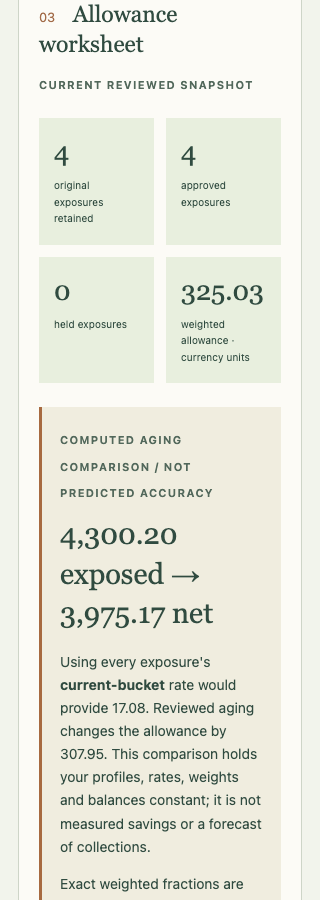 03 Allowance
worksheet
CURRENT REVIEWED SNAPSHOT
4
original
exposures
retained
4
approved
exposures
0
held exposures
325.03
weighted
allowance ·
currency units
COMPUTED AGING
COMPARISON / NOT
PREDICTED ACCURACY
4,300.20
exposed →
3,975.17 net
Using every exposure's
current-bucket rate would
provide 17.08. Reviewed aging
changes the allowance by
307.95. This comparison holds
your profiles, rates, weights
and balances constant; it is not
measured savings or a forecast
of collections.
Exact weighted fractions are